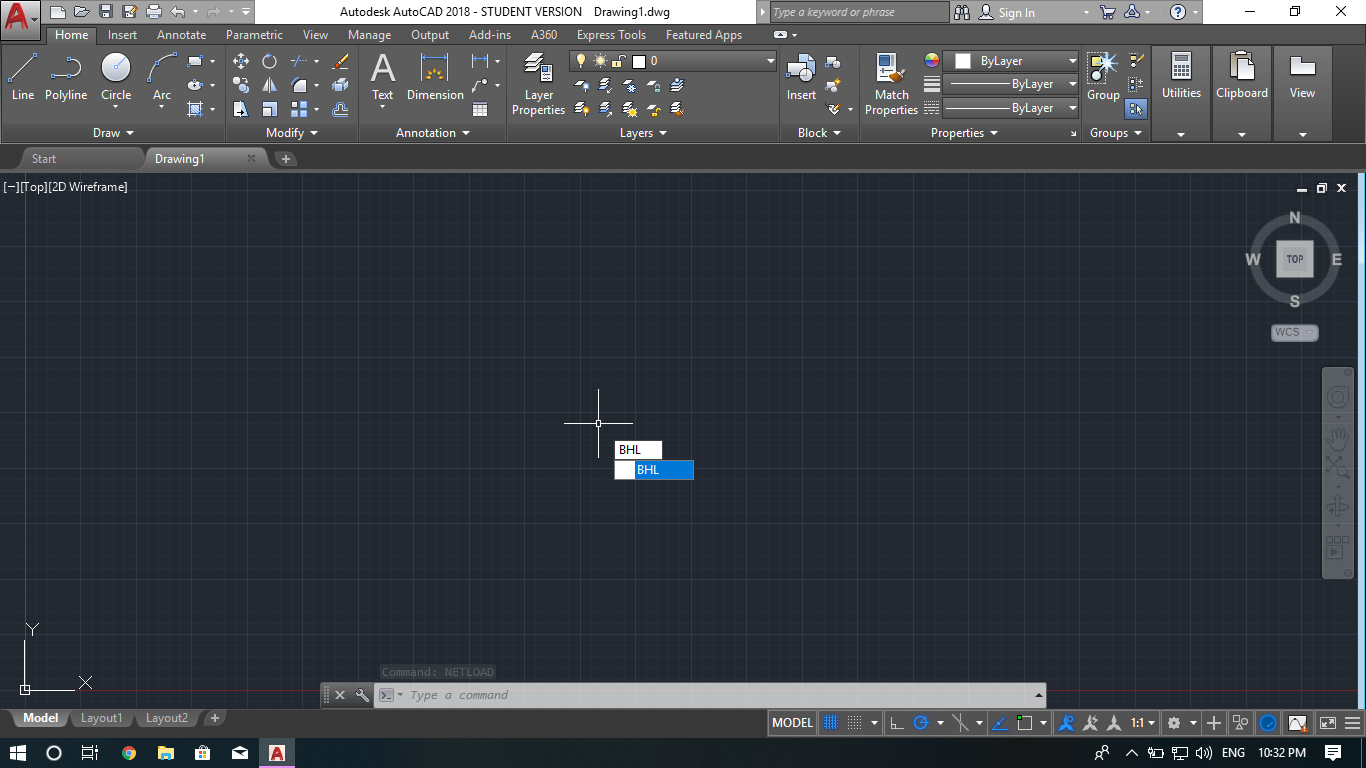 Autodesk AutoCAD 2018 - STUDENT VERSION Drawing1.dwg
Type a keyword or phrase
Sign In
Home Insert Annotate Parametric View Manage Output Add-ins A360 Express Tools Featured Apps
Line Polyline Circle Arc
Text Dimension
Layer Properties
0
Insert
Match Properties
ByLayer
ByLayer
ByLayer
Group
Utilities
Clipboard
View
Draw Modify Annotation Layers Block Properties Groups
Start Drawing1
[−][Top][2D Wireframe]
N
W TOP E
S
WCS
BHL
BHL
Y
X
Command: NETLOAD
Type a command
Model Layout1 Layout2
MODEL 1:1
ENG 10:32 PM